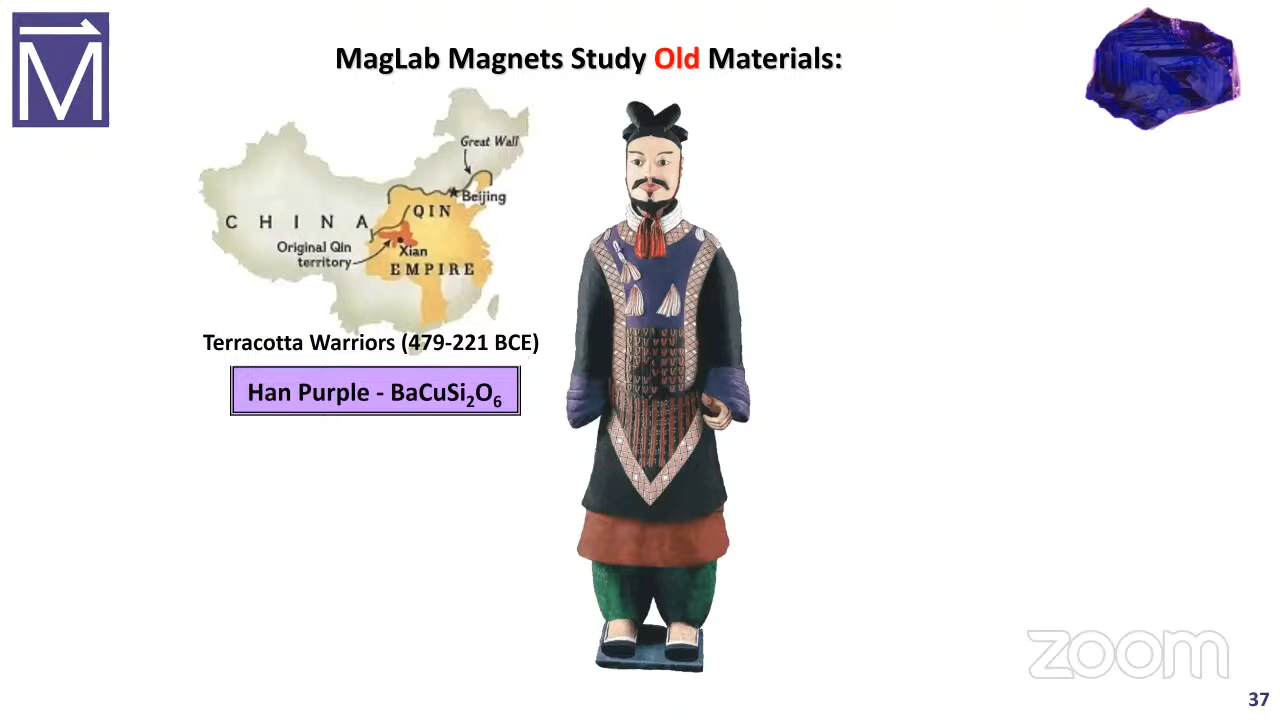 M
MagLab Magnets Study Old Materials:
Great Wall
Beijing
CHINA
QIN
Original Qin
territory
Xian
EMPIRE
Terracotta Warriors (479-221 BCE)
Han Purple - BaCuSi₂O₆
zoom
37